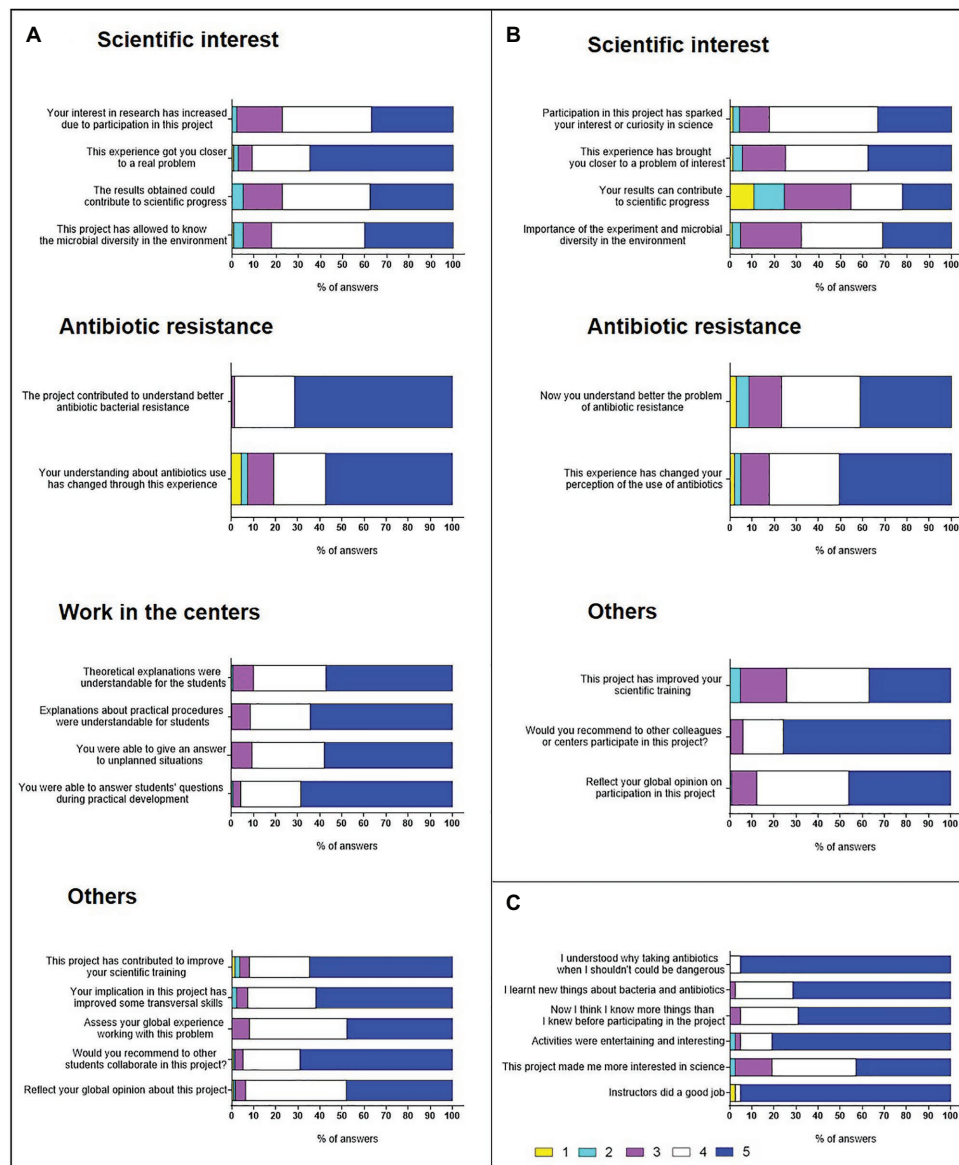 A
Scientific interest
Your interest in research has increased
due to participation in this project
This experience got you closer
to a real problem
The results obtained could
contribute to scientific progress
This project has allowed to know
the microbial diversity in the environment
0 10 20 30 40 50 60 70 80 90 100
% of answers
Antibiotic resistance
The project contributed to understand better
antibiotic bacterial resistance
Your understanding about antibiotics use
has changed through this experience
0 10 20 30 40 50 60 70 80 90 100
% of answers
Work in the centers
Theoretical explanations were
understandable for the students
Explanations about practical procedures
were understandable for students
You were able to give an answer
to unplanned situations
You were able to answer students' questions
during practical development
0 10 20 30 40 50 60 70 80 90 100
% of answers
Others
This project has contributed to improve
your scientific training
Your implication in this project has
improved some transversal skills
Assess your global experience
working with this problem
Would you recommend to other
students collaborate in this project?
Reflect your global opinion about this project
0 10 20 30 40 50 60 70 80 90 100
% of answers
B
Scientific interest
Participation in this project has sparked
your interest or curiosity in science
This experience has brought
you closer to a problem of interest
Your results can contribute
to scientific progress
Importance of the experiment and microbial
diversity in the environment
0 10 20 30 40 50 60 70 80 90 100
% of answers
Antibiotic resistance
Now you understand better the problem
of antibiotic resistance
This experience has changed your
perception of the use of antibiotics
0 10 20 30 40 50 60 70 80 90 100
% of answers
Others
This project has improved your
scientific training
Would you recommend to other colleagues
or centers participate in this project?
Reflect your global opinion on
participation in this project
0 10 20 30 40 50 60 70 80 90 100
% of answers
C
I understood why taking antibiotics
when I shouldn't could be dangerous
I learnt new things about bacteria and antibiotics
Now I think I know more things than
I knew before participating in the project
Activities were entertaining and interesting
This project made me more interested in science
Instructors did a good job
0 10 20 30 40 50 60 70 80 90 100
% of answers
1 2 3 4 5